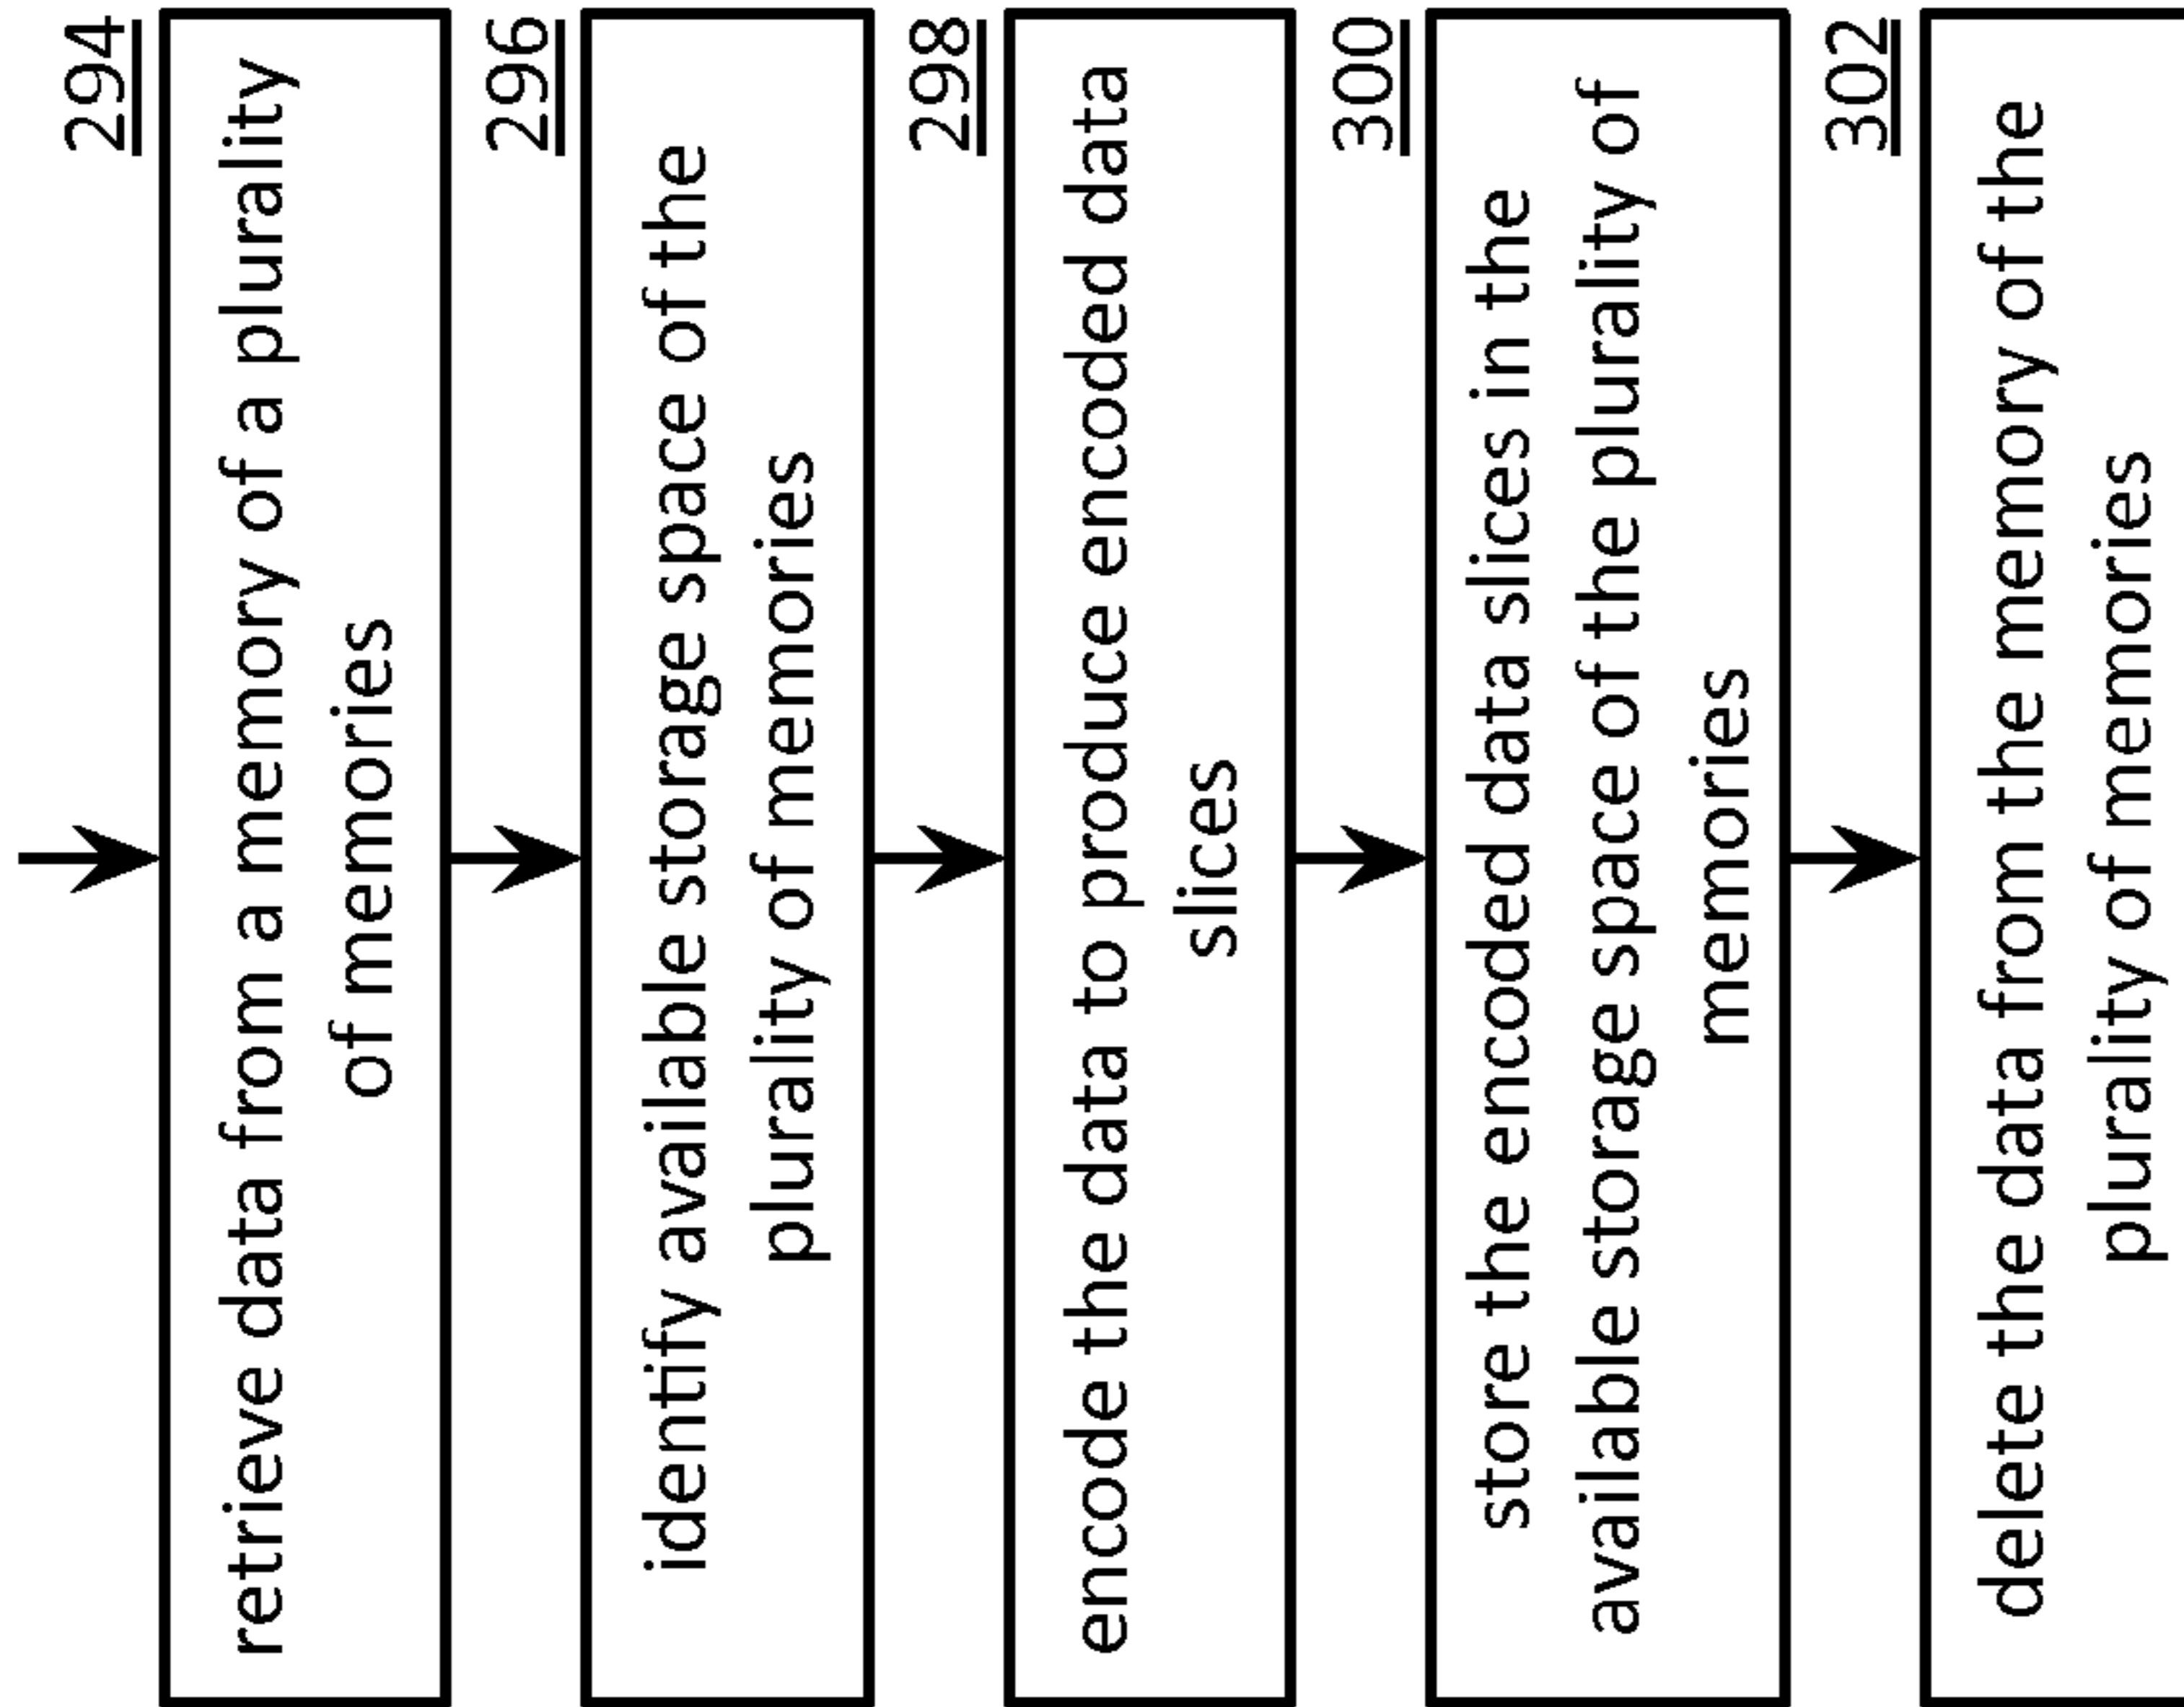 294
retrieve data from a memory of a plurality
of memories
296
identify available storage space of the
plurality of memories
298
encode the data to produce encoded data
slices
300
store the encoded data slices in the
available storage space of the plurality of
memories
302
delete the data from the memory of the
plurality of memories